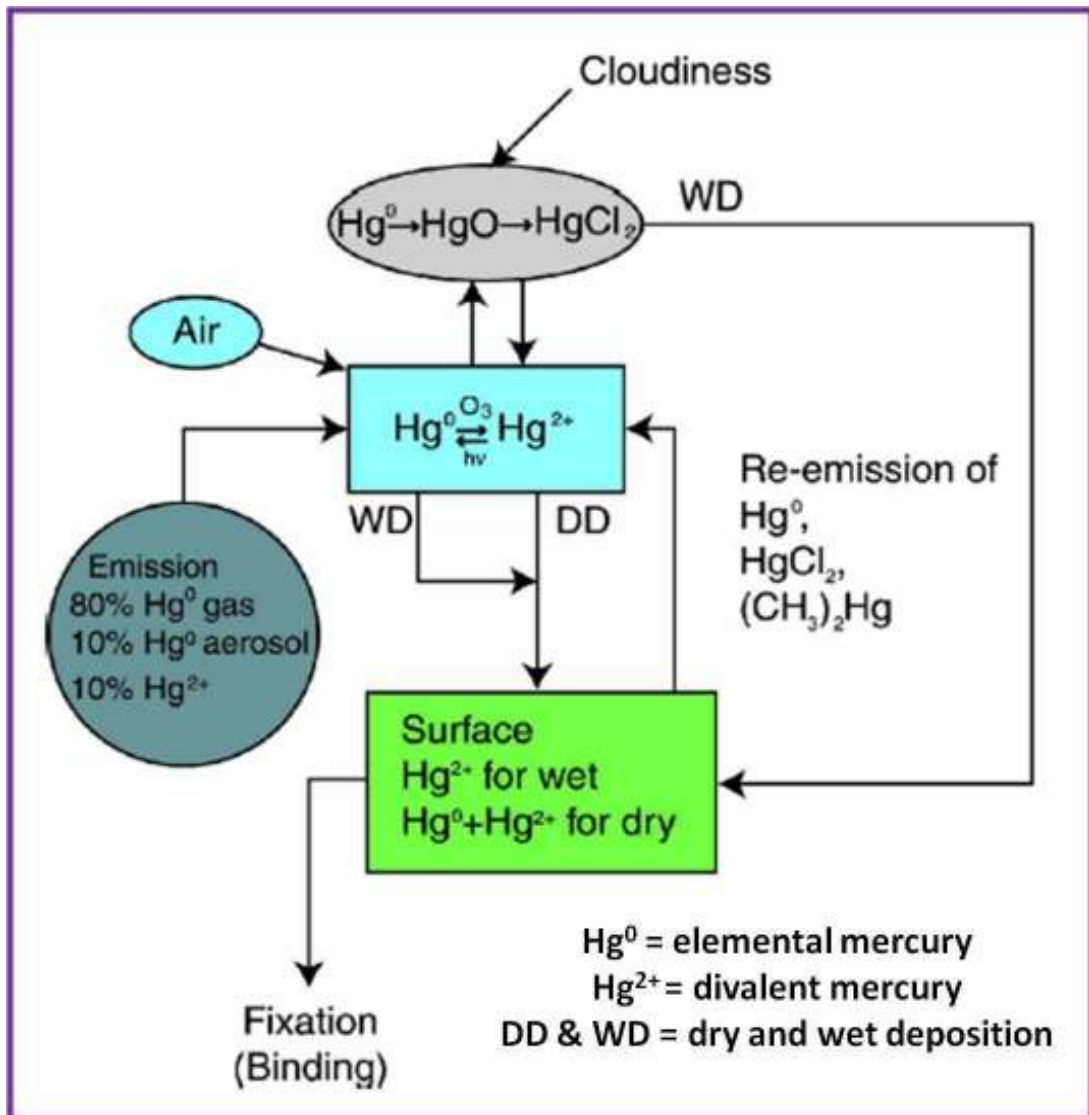 Cloudiness
Hg⁰→HgO→HgCl₂
WD
Air
O₃
Hg⁰ ⇌ Hg²⁺
hv
WD
DD
Re-emission of
Hg⁰,
HgCl₂,
(CH₃)₂Hg
Emission
80% Hg⁰ gas
10% Hg⁰ aerosol
10% Hg²⁺
Surface
Hg²⁺ for wet
Hg⁰+Hg²⁺ for dry
Fixation
(Binding)
Hg⁰ = elemental mercury
Hg²⁺ = divalent mercury
DD & WD = dry and wet deposition